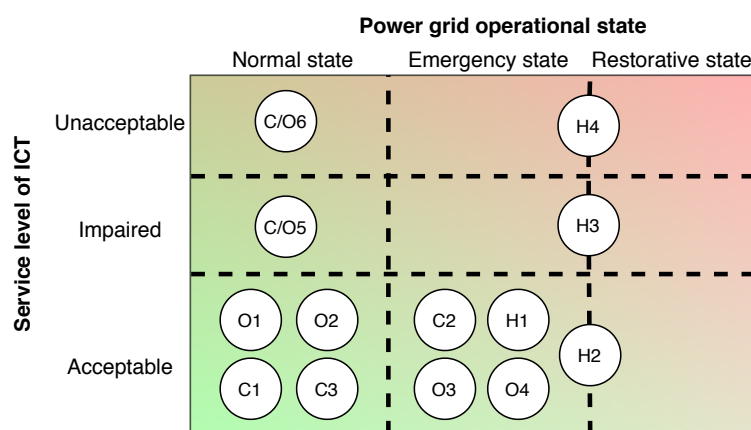 Power grid operational state
Normal state Emergency state Restorative state
Service level of ICT
Unacceptable
C/O6
H4
Impaired
C/O5
H3
Acceptable
O1 O2 C2 H1
H2
C1 C3 O3 O4